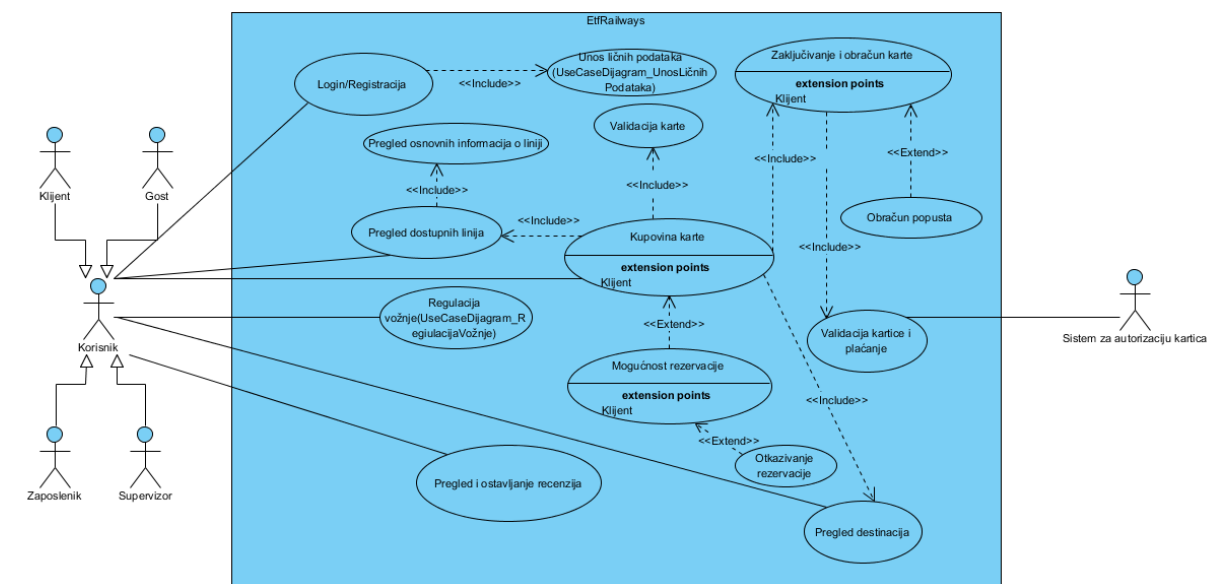 EtfRailways
Login/Registracija
<<Include>>
Unos ličnih podataka
(UseCaseDijagram_UnosLičnih
Podataka)
Zaključivanje i obračun karte
extension points
Klijent
Validacija karte
Pregled osnovnih informacija o liniji
<<Include>>
<<Include>>
<<Include>>
<<Extend>>
Klijent
Gost
Pregled dostupnih linija
<<Include>>
Kupovina karte
extension points
Klijent
Obračun popusta
<<Include>>
Regulacija
vožnje(UseCaseDijagram_R
egiulacijaVožnje)
<<Extend>>
Korisnik
Validacija kartice i
plaćanje
Sistem za autorizaciju kartica
Mogućnost rezervacije
extension points
Klijent
<<Include>>
<<Extend>>
Otkazivanje
rezervacije
Zaposlenik
Supervizor
Pregled i ostavljanje recenzija
Pregled destinacija